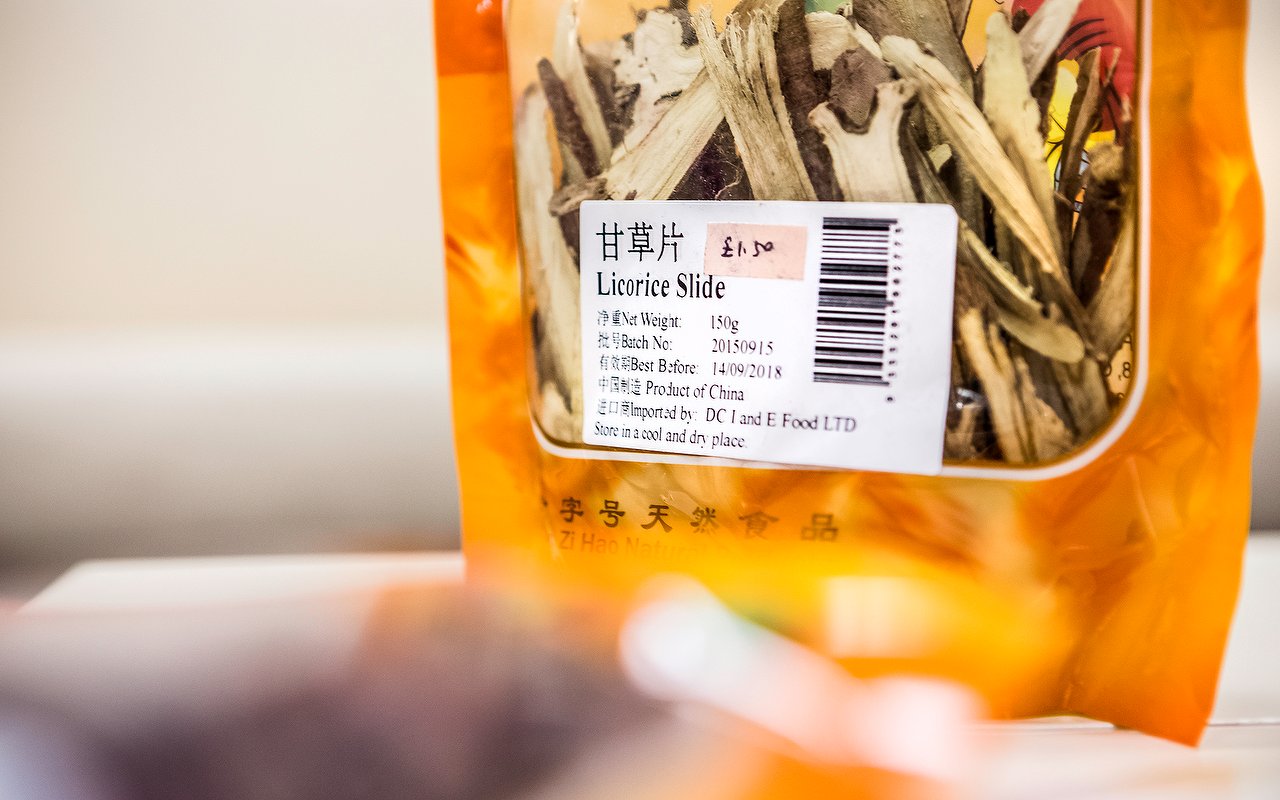 甘草片
£1.50
Licorice Slide
净重Net Weight: 150g
批号Batch No: 20150915
有效期Best Before: 14/09/2018
中国制造 Product of China
进口商Imported by: DC I and E Food LTD
Store in a cool and dry place.
字号天然食品
Zi Hao Natural